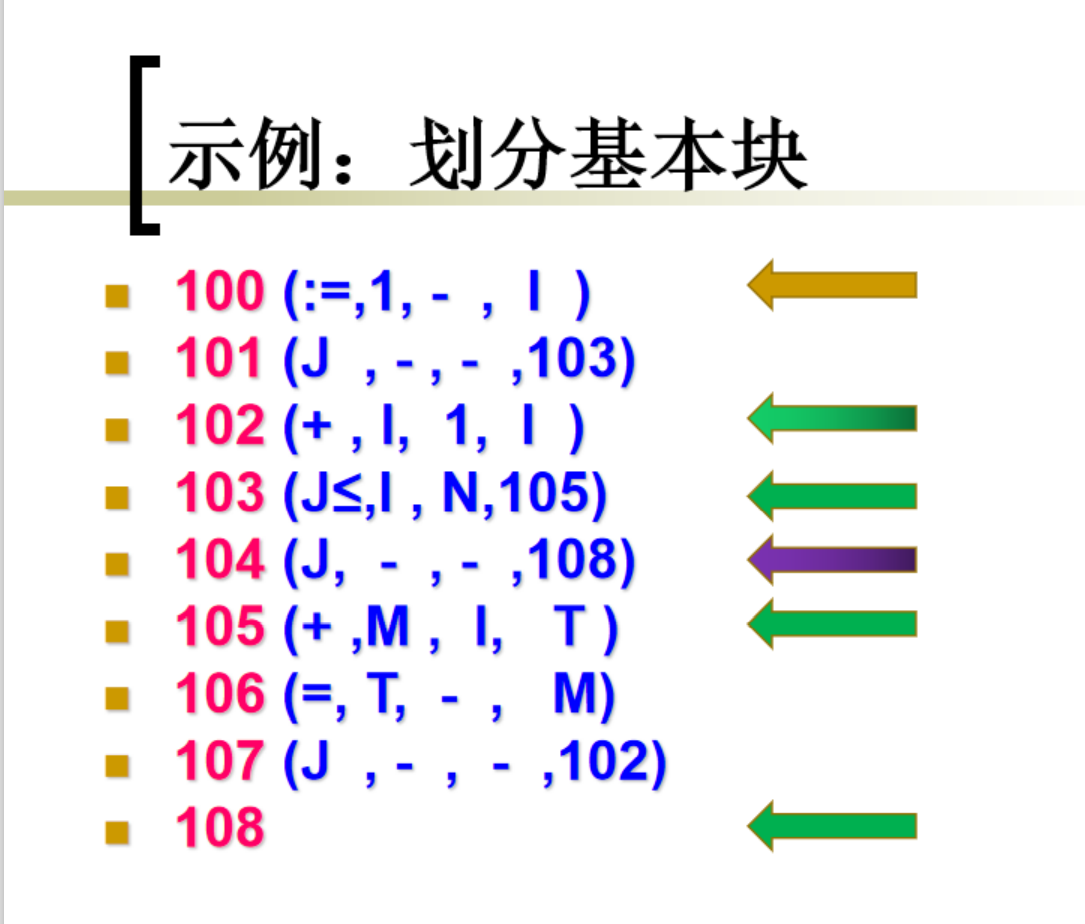 示例：划分基本块
100 (:=,1, - , I )
101 (J , - , - ,103)
102 (+ , I, 1, I )
103 (J≤,I , N,105)
104 (J, - , - ,108)
105 (+ ,M , I, T )
106 (=, T, - , M)
107 (J , - , - ,102)
108